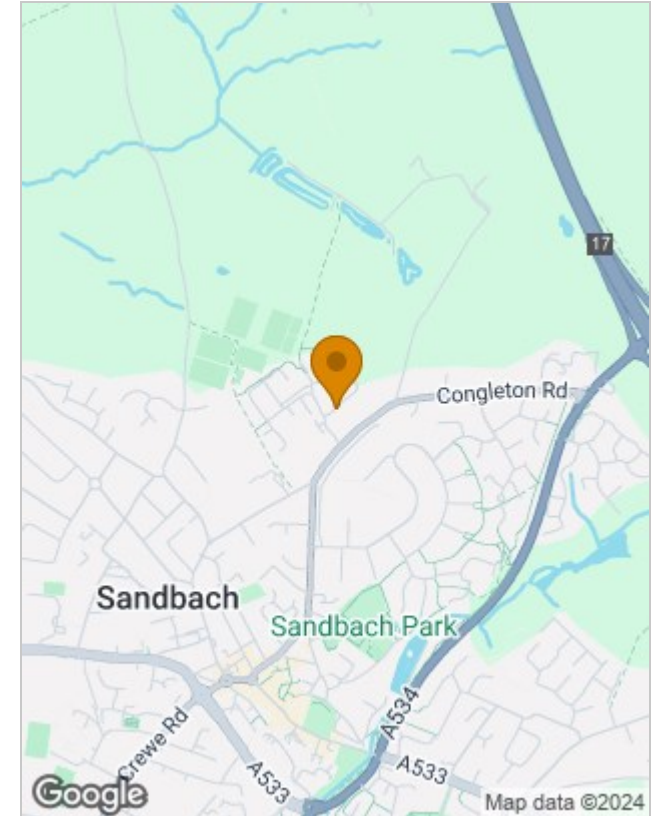 17
Congleton Rd
Sandbach
Sandbach Park
A534
Crewe Rd
A533
A533
Google
Map data ©2024